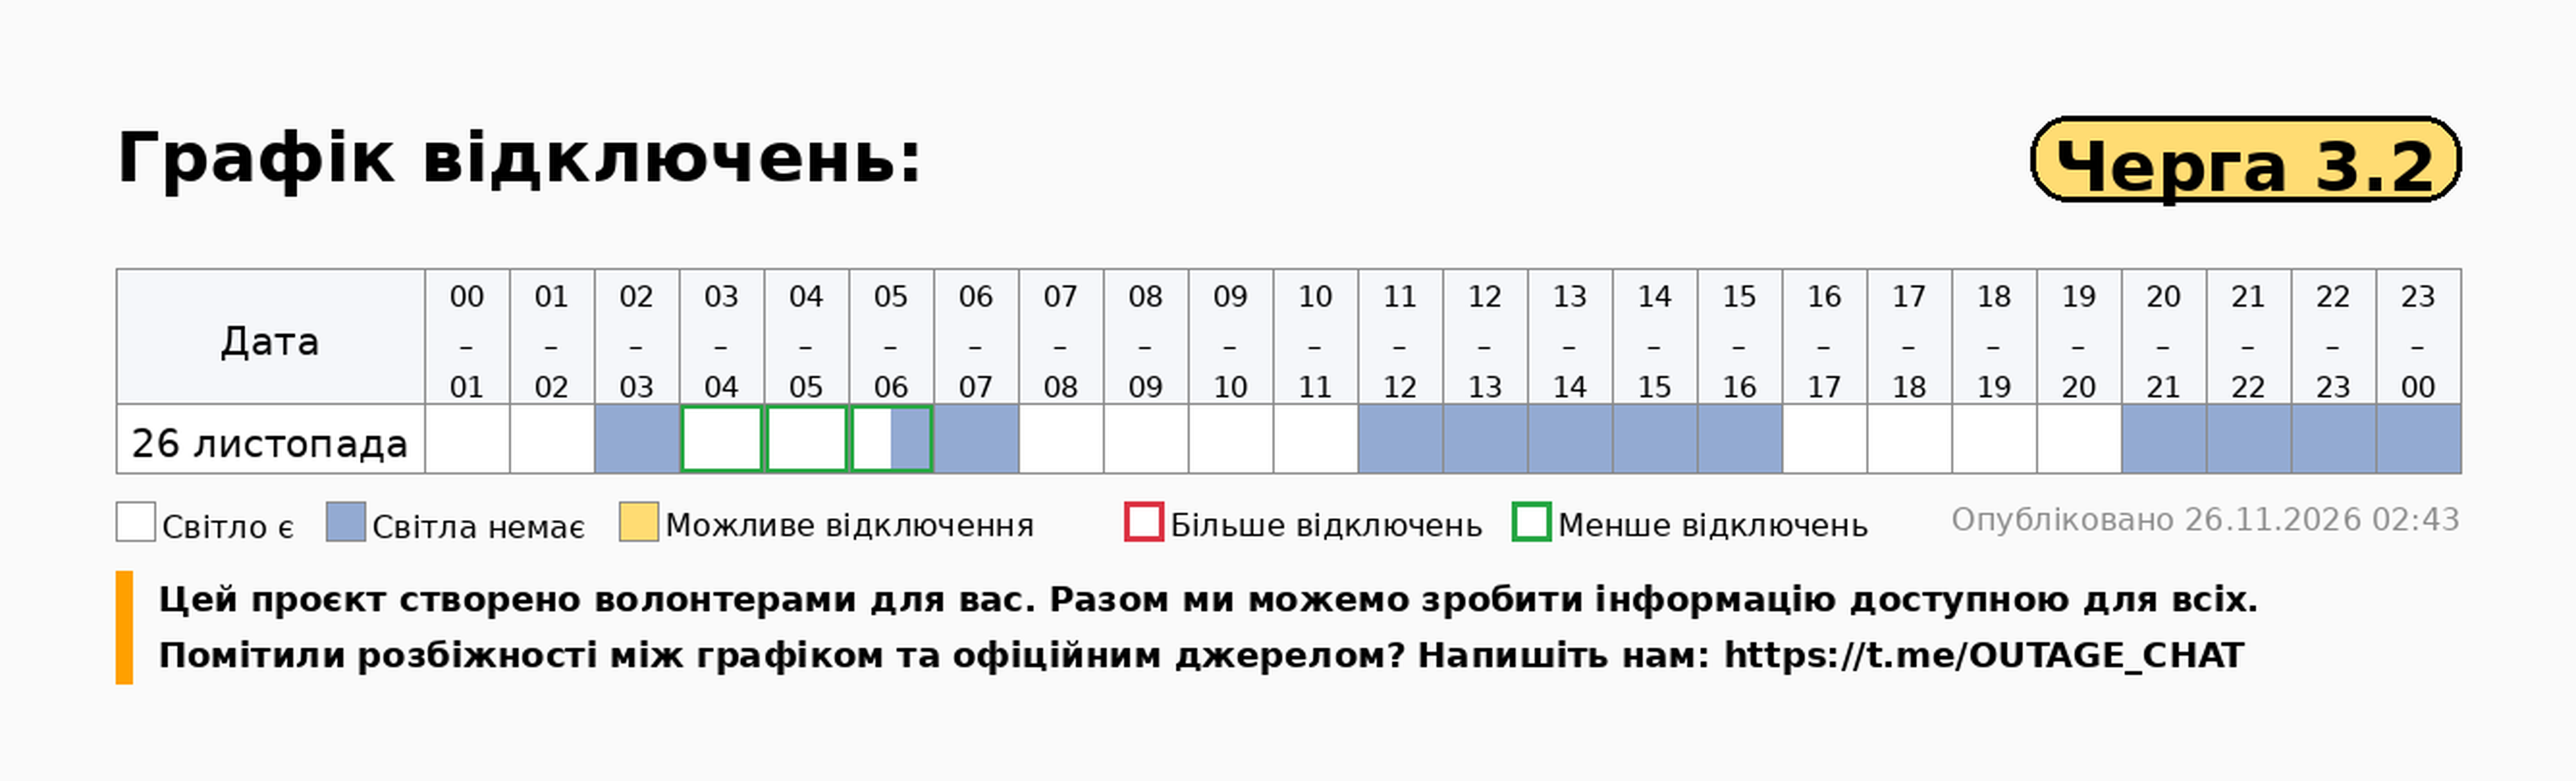 Графік відключень:
Черга 3.2
Дата 00 – 01 01 – 02 02 – 03 03 – 04 04 – 05 05 – 06 06 – 07 07 – 08 08 – 09 09 – 10 10 – 11 11 – 12 12 – 13 13 – 14 14 – 15 15 – 16 16 – 17 17 – 18 18 – 19 19 – 20 20 – 21 21 – 22 22 – 23 23 – 00
26 листопада
Світло є Світла немає Можливе відключення Більше відключень Менше відключень Опубліковано 26.11.2026 02:43
Цей проєкт створено волонтерами для вас. Разом ми можемо зробити інформацію доступною для всіх.
Помітили розбіжності між графіком та офіційним джерелом? Напишіть нам: https://t.me/OUTAGE_CHAT